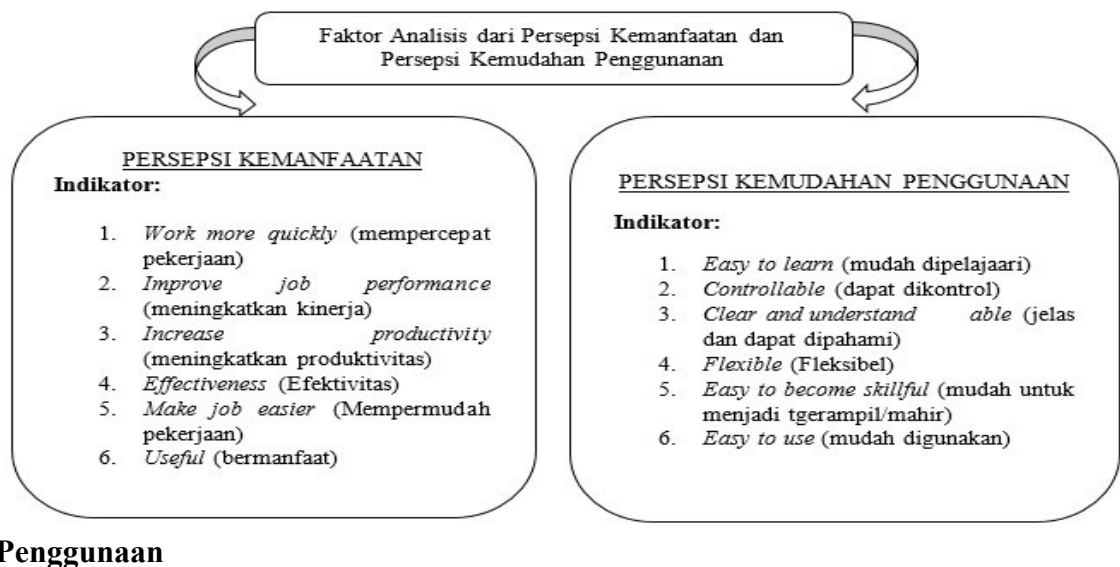 Faktor Analisis dari Persepsi Kemanfaatan dan
Persepsi Kemudahan Penggunanan
PERSEPSI KEMANFAATAN
Indikator:
1. Work more quickly (mempercepat
pekerjaan)
2. Improve job performance
(meningkatkan kinerja)
3. Increase productivity
(meningkatkan produktivitas)
4. Effectiveness (Efektivitas)
5. Make job easier (Mempermudah
pekerjaan)
6. Useful (bermanfaat)
PERSEPSI KEMUDAHAN PENGGUNAAN
Indikator:
1. Easy to learn (mudah dipelajaari)
2. Controllable (dapat dikontrol)
3. Clear and understand able (jelas
dan dapat dipahami)
4. Flexible (Fleksibel)
5. Easy to become skillful (mudah untuk
menjadi tgerampil/mahir)
6. Easy to use (mudah digunakan)
Penggunaan